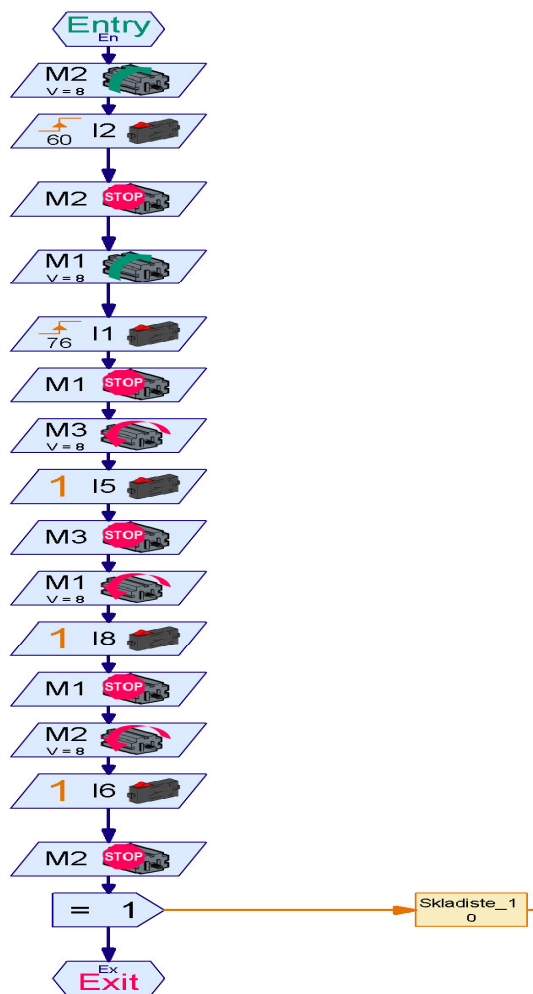 Entry
En
M2
V = 8
I2
60
M2 STOP
M1
V = 8
I1
76
M1 STOP
M3
V = 8
1 I5
M3 STOP
M1
V = 8
1 I8
M1 STOP
M2
V = 8
1 I6
M2 STOP
= 1
Skladiste_1
0
Ex
Exit